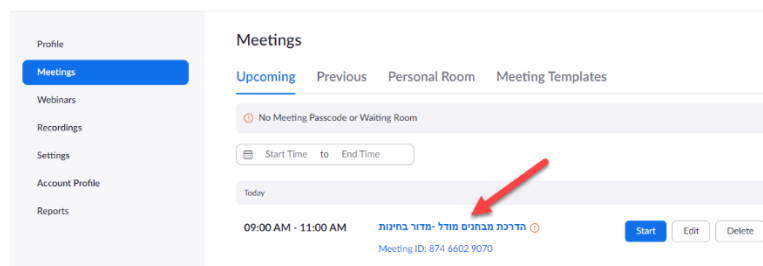 Profile
Meetings
Webinars
Recordings
Settings
Account Profile
Reports
Meetings
Upcoming Previous Personal Room Meeting Templates
No Meeting Passcode or Waiting Room
Start Time to End Time
Today
09:00 AM - 11:00 AM
הדרכת מבחנים מודל -מדור בחינות
Meeting ID: 874 6602 9070
Start Edit Delete